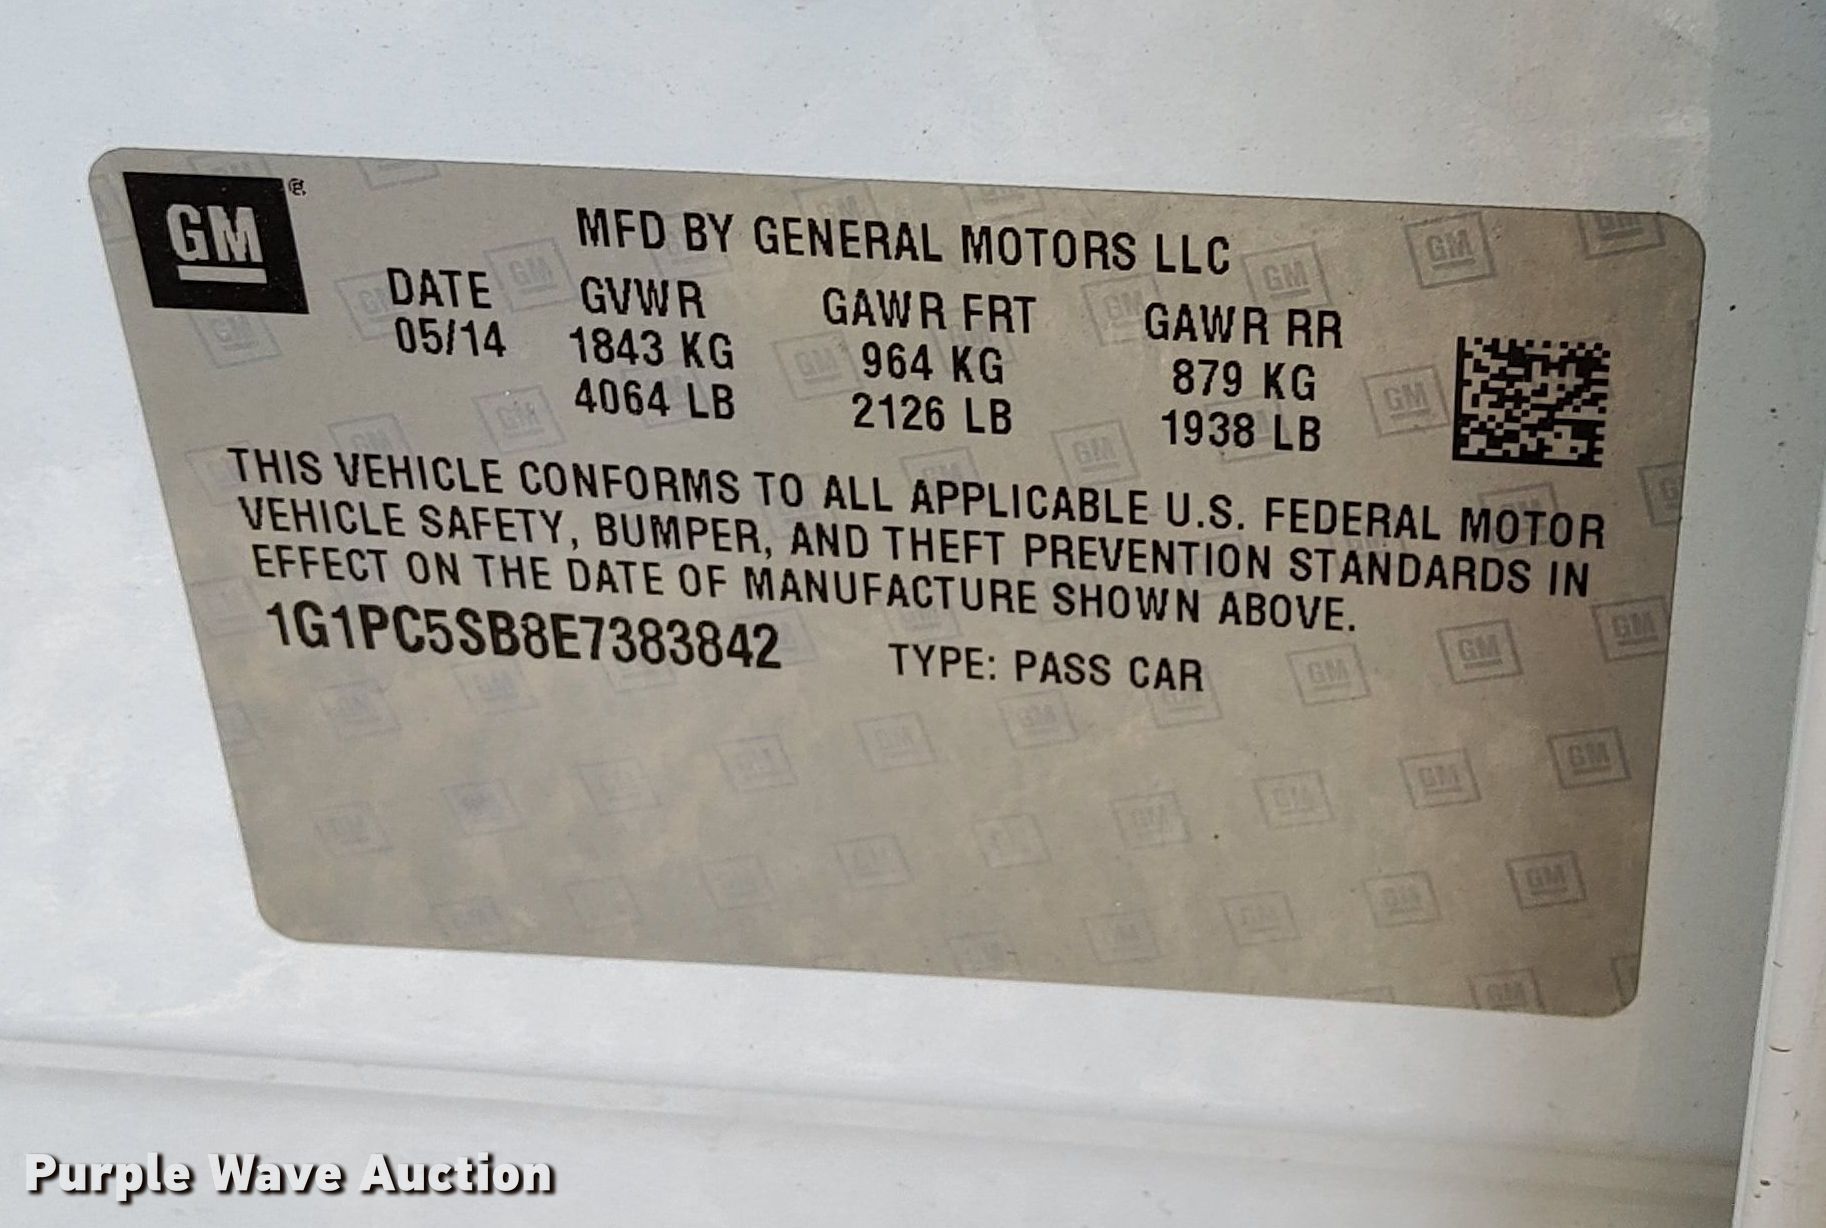 GM
MFD BY GENERAL MOTORS LLC
DATE GVWR GAWR FRT GAWR RR
05/14 1843 KG 964 KG 879 KG
4064 LB 2126 LB 1938 LB
THIS VEHICLE CONFORMS TO ALL APPLICABLE U.S. FEDERAL MOTOR
VEHICLE SAFETY, BUMPER, AND THEFT PREVENTION STANDARDS IN
EFFECT ON THE DATE OF MANUFACTURE SHOWN ABOVE.
1G1PC5SB8E7383842 TYPE: PASS CAR
Purple Wave Auction